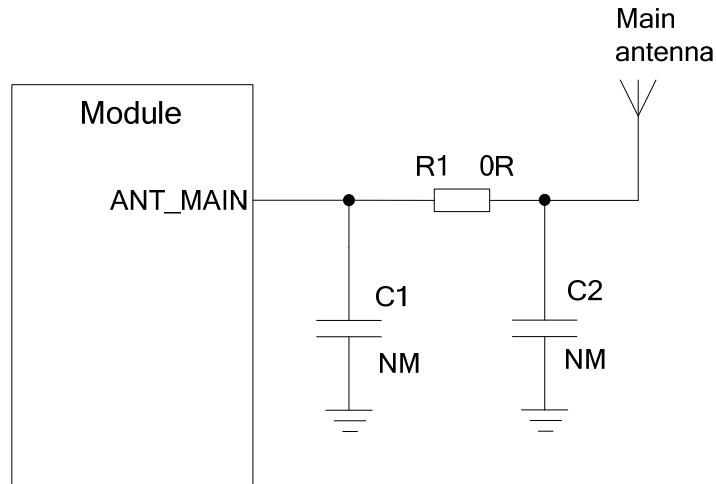 Main
antenna
Module
R1 0R
ANT_MAIN
C1
C2
NM
NM